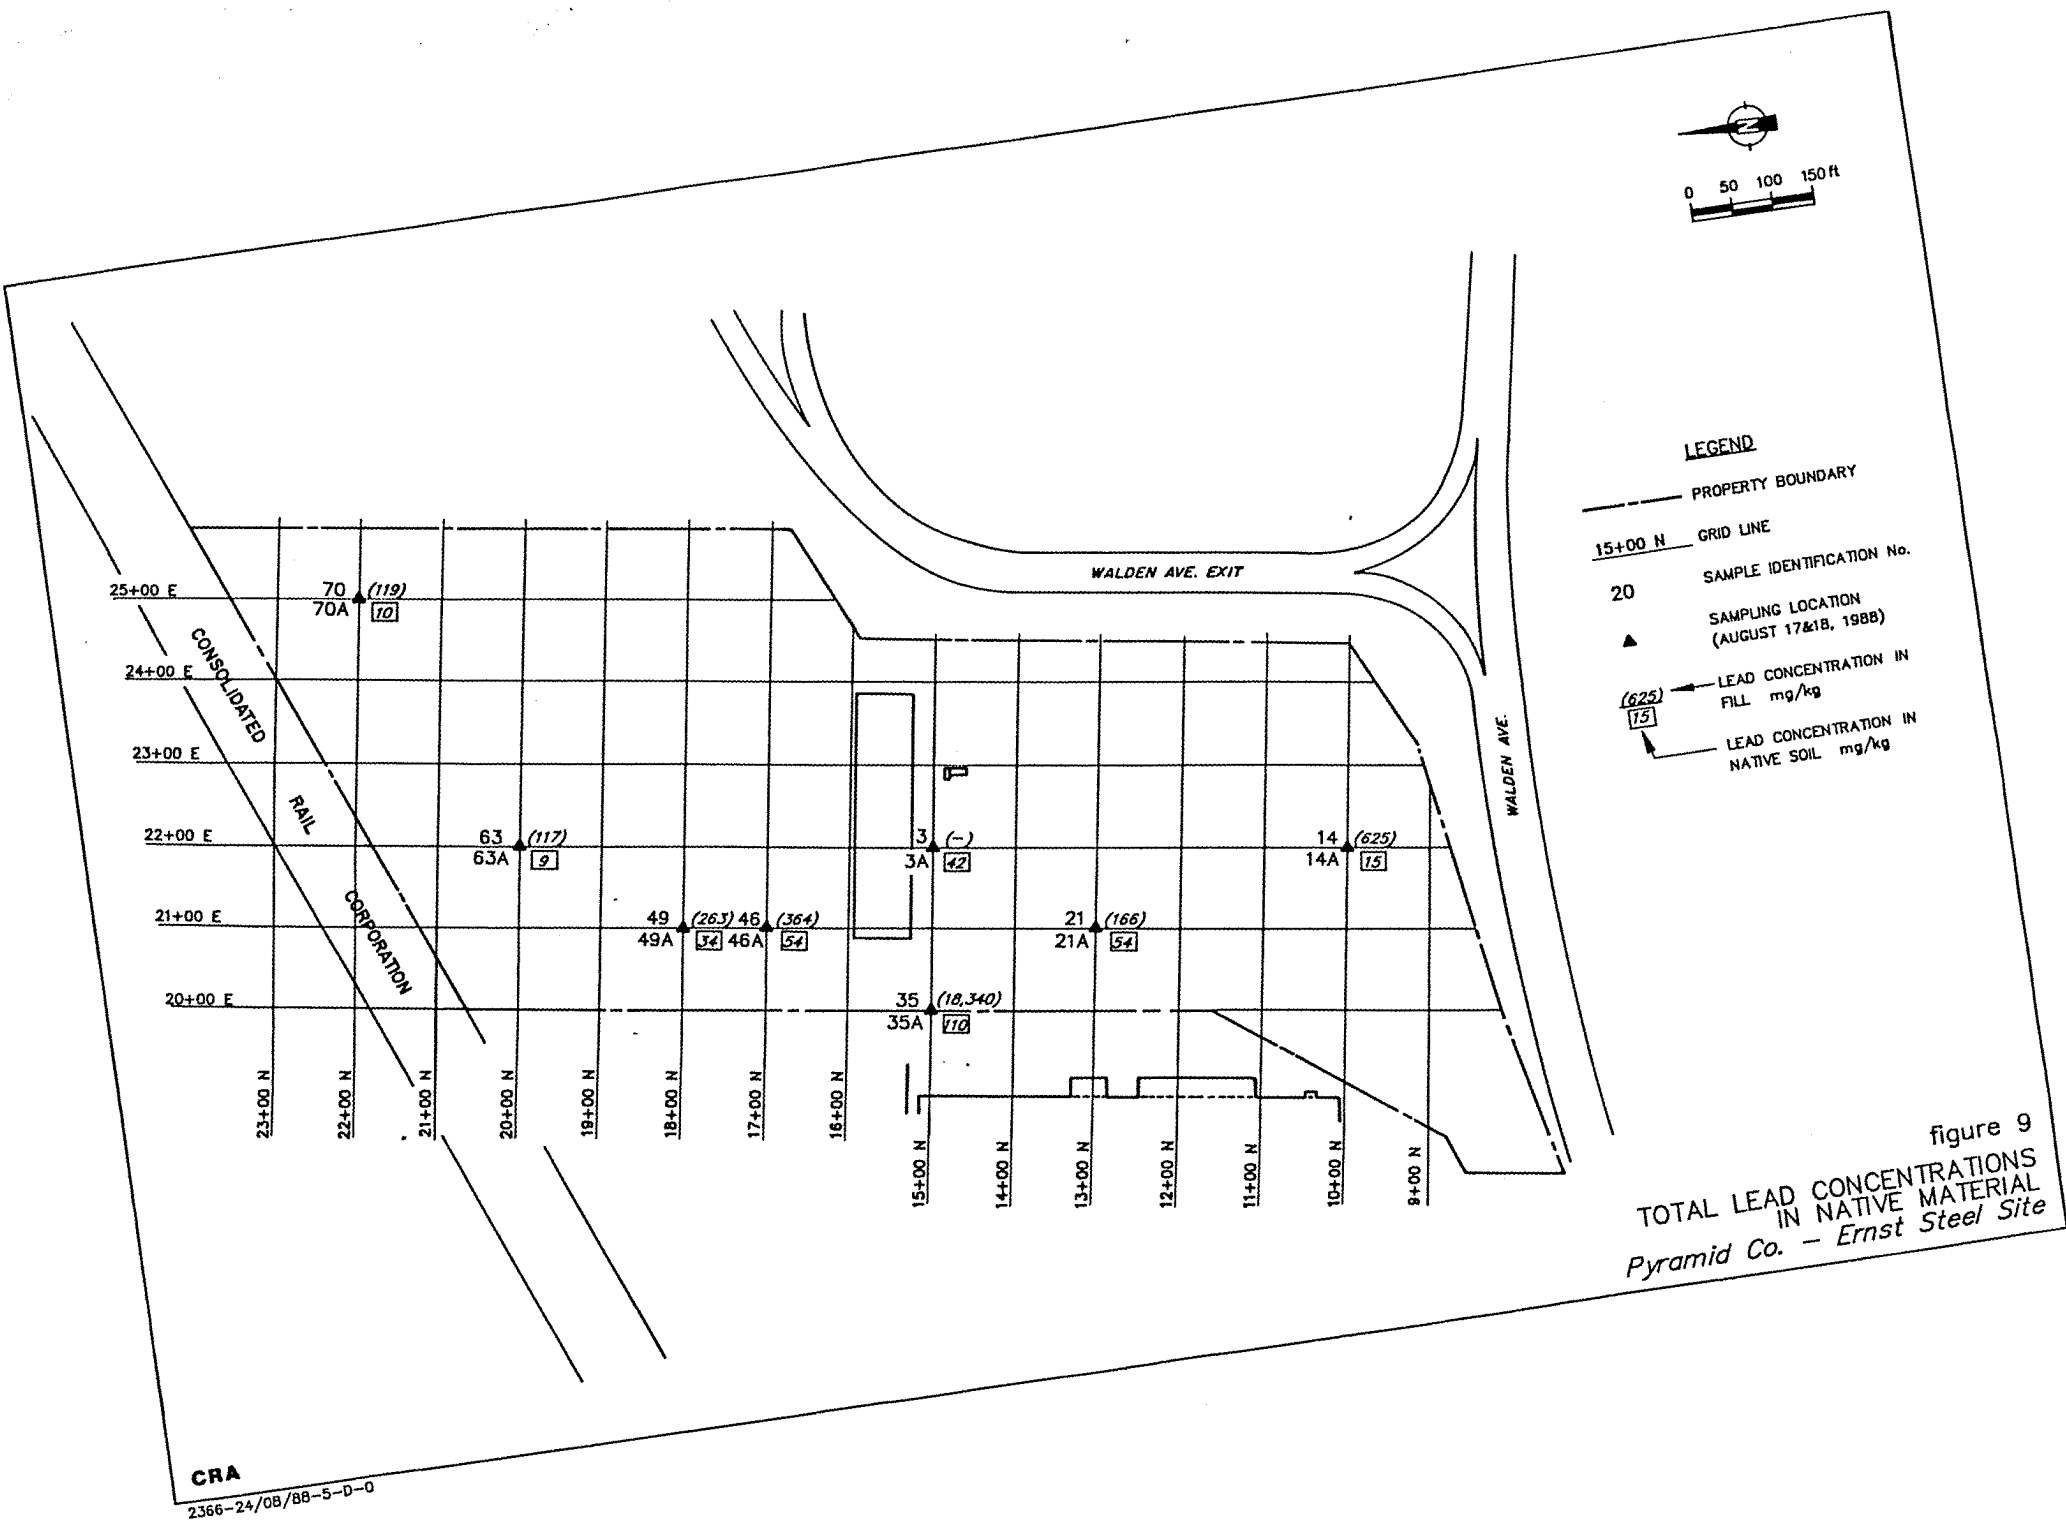 0 50 100 150 ft
LEGEND
PROPERTY BOUNDARY
15+00 N GRID LINE
20 SAMPLE IDENTIFICATION No.
SAMPLING LOCATION
(AUGUST 17&18, 1988)
(625) LEAD CONCENTRATION IN
FILL mg/kg
15
LEAD CONCENTRATION IN
NATIVE SOIL mg/kg
WALDEN AVE. EXIT
WALDEN AVE.
CONSOLIDATED
RAIL
CORPORATION
25+00 E
24+00 E
23+00 E
22+00 E
21+00 E
20+00 E
70 (119)
70A 10
63 (117)
63A 9
3 (-)
3A 42
14 (625)
14A 15
49 (263) 46 (364)
49A 34 46A 54
21 (166)
21A 54
35 (18,340)
35A 110
23+00 N
22+00 N
21+00 N
20+00 N
19+00 N
18+00 N
17+00 N
16+00 N
15+00 N
14+00 N
13+00 N
12+00 N
11+00 N
10+00 N
9+00 N
figure 9
TOTAL LEAD CONCENTRATIONS
IN NATIVE MATERIAL
Pyramid Co. - Ernst Steel Site
CRA
2366-24/08/88-5-D-0